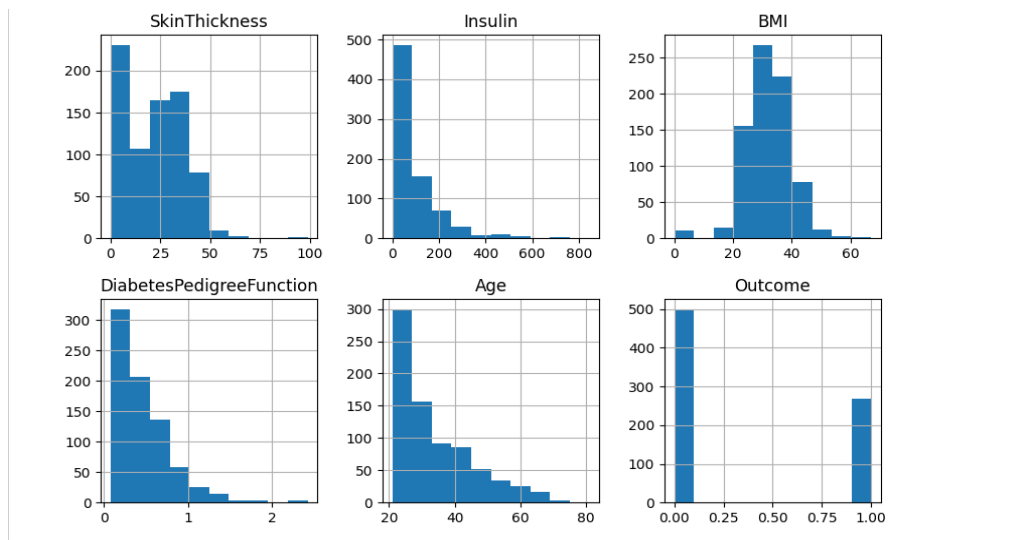 SkinThickness Insulin BMI
200 500 250
150 400 200
100 300 150
50 200 100
0 100 50
0 0
0 25 50 75 100 0 200 400 600 800 0 20 40 60
DiabetesPedigreeFunction Age Outcome
300 300 500
250 250 400
200 200 300
150 150 200
100 100 100
50 50 0
0 0
0 1 2 20 40 60 80 0.00 0.25 0.50 0.75 1.00